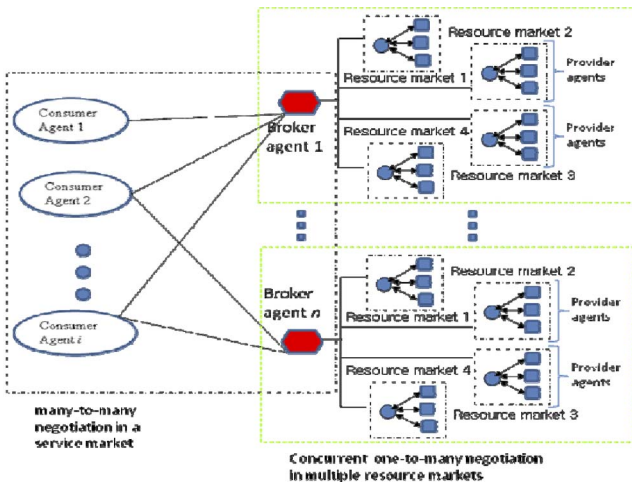 Consumer
Agent 1
Consumer
Agent 2
Consumer
Agent i
many-to-many
negotiation in a
service market
Broker
agent 1
Resource market 2
Resource market 1
Provider
agents
Resource market 4
Provider
agents
Resource market 3
Broker
agent n
Resource market 2
Resource market 1
Provider
agents
Resource market 4
Provider
agents
Resource market 3
Concurrent one-to-many negotiation
in multiple resource markets